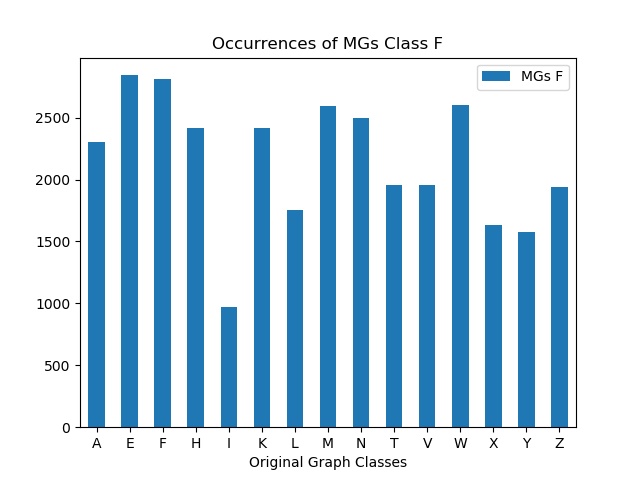 Occurrences of MGs Class F
MGs F
2500
2000
1500
1000
500
0
A E F H I K L M N T V W X Y Z
Original Graph Classes